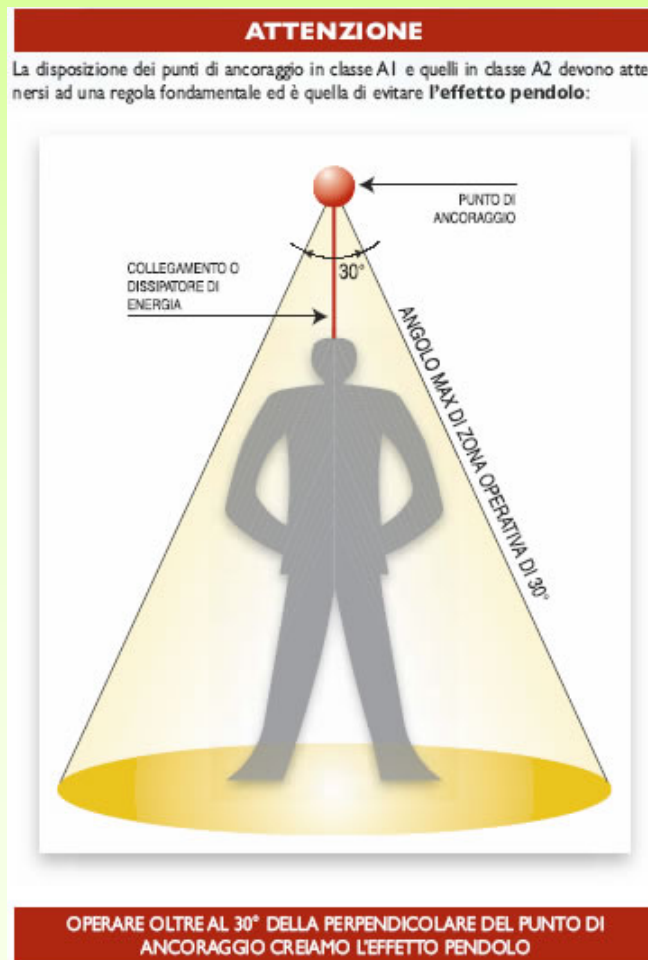 ATTENZIONE
La disposizione dei punti di ancoraggio in classe A1 e quelli in classe A2 devono atte-
nersi ad una regola fondamentale ed è quella di evitare l'effetto pendolo:
PUNTO DI
ANCORAGGIO
30°
COLLEGAMENTO O
DISSIPATORE DI
ENERGIA
ANGOLO MAX DI ZONA OPERATIVA DI 30°
OPERARE OLTRE AL 30° DELLA PERPENDICOLARE DEL PUNTO DI
ANCORAGGIO CREIAMO L'EFFETTO PENDOLO